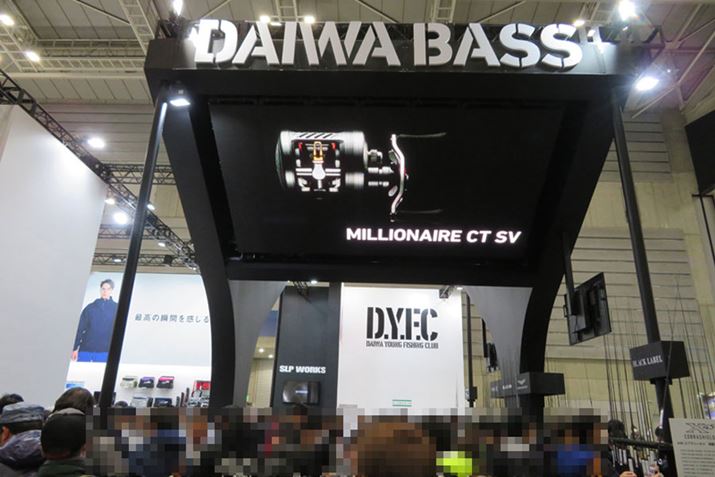 DAIWA BASS
MILLIONAIRE CT SV
最高の瞬間を感じる
D.Y.F.C
DAIWA YOUNG FISHING CLUB
SLP WORKS
BLACK LABEL